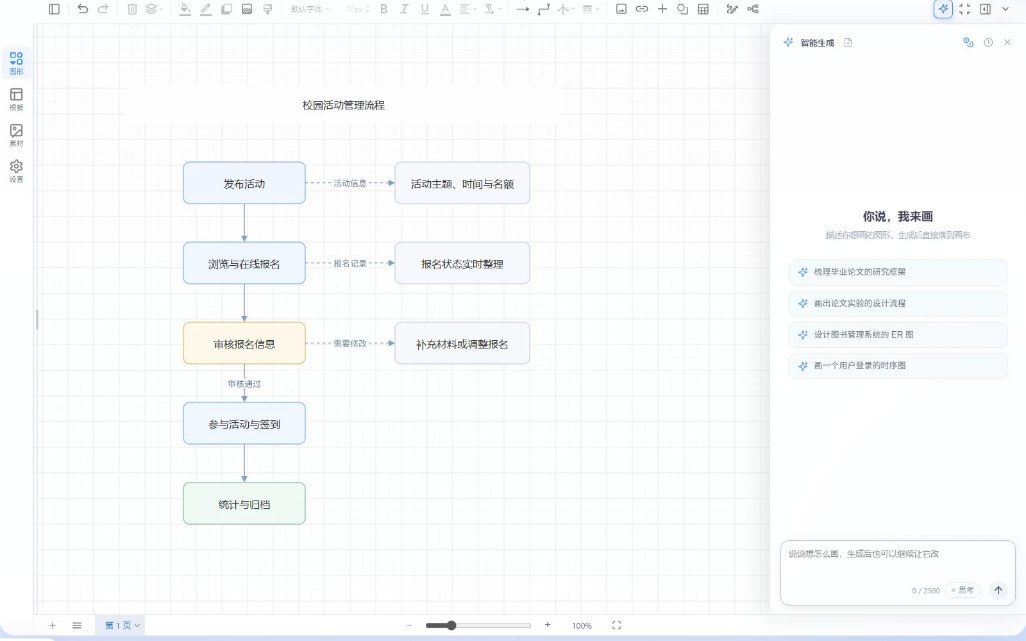 默认字体
12px
B I U A
智能生成
图形
模板
素材
设置
校园活动管理流程
发布活动
活动信息
活动主题、时间与名额
浏览与在线报名
报名记录
报名状态实时整理
审核报名信息
需要修改
补充材料或调整报名
审核通过
参与活动与签到
统计与归档
你说，我来画
描述你想画的图形，生成后直接落到画布
梳理毕业论文的研究框架
画出论文实验的设计流程
设计图书管理系统的 ER 图
画一个用户登录的时序图
说说想怎么画，生成后也可以继续让它改
0 / 2300
思考
第 1 页
100%